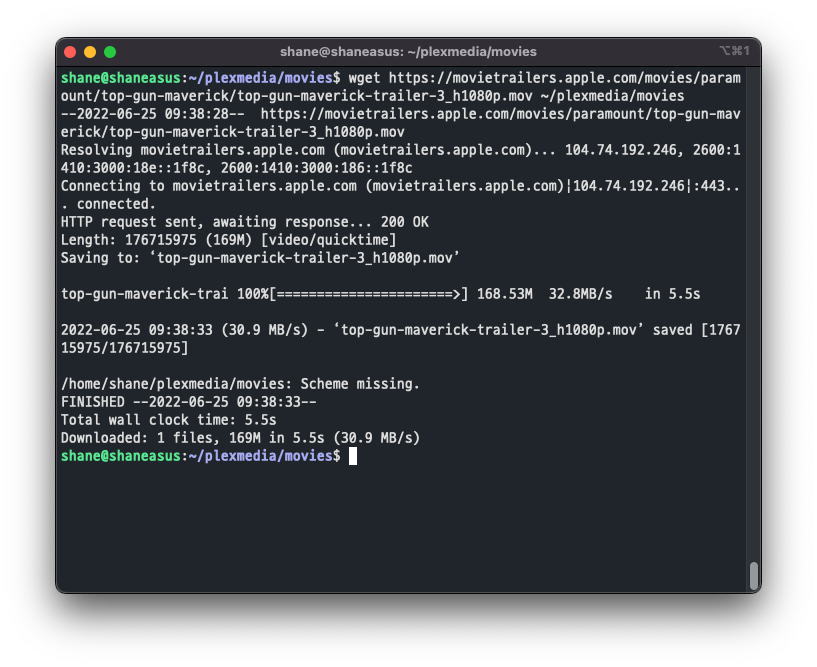 shane@shaneasus: ~/plexmedia/movies
⌥⌘1
shane@shaneasus:~/plexmedia/movies$ wget https://movietrailers.apple.com/movies/param
ount/top-gun-maverick/top-gun-maverick-trailer-3_h1080p.mov ~/plexmedia/movies
--2022-06-25 09:38:28--  https://movietrailers.apple.com/movies/paramount/top-gun-mav
erick/top-gun-maverick-trailer-3_h1080p.mov
Resolving movietrailers.apple.com (movietrailers.apple.com)... 104.74.192.246, 2600:1
410:3000:18e::1f8c, 2600:1410:3000:186::1f8c
Connecting to movietrailers.apple.com (movietrailers.apple.com)|104.74.192.246|:443..
. connected.
HTTP request sent, awaiting response... 200 OK
Length: 176715975 (169M) [video/quicktime]
Saving to: ‘top-gun-maverick-trailer-3_h1080p.mov’
top-gun-maverick-trai 100%[======================>] 168.53M  32.8MB/s    in 5.5s
2022-06-25 09:38:33 (30.9 MB/s) - ‘top-gun-maverick-trailer-3_h1080p.mov’ saved [1767
15975/176715975]
/home/shane/plexmedia/movies: Scheme missing.
FINISHED --2022-06-25 09:38:33--
Total wall clock time: 5.5s
Downloaded: 1 files, 169M in 5.5s (30.9 MB/s)
shane@shaneasus:~/plexmedia/movies$